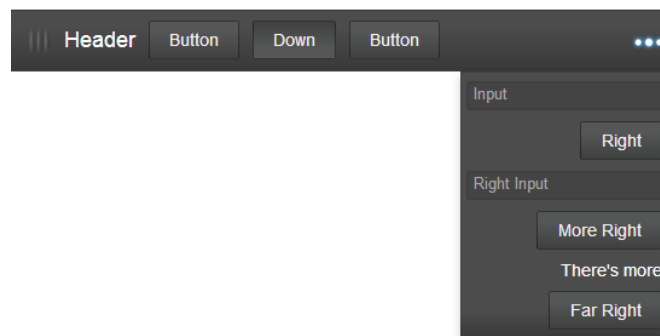 Header Button Down Button
Input
Right
Right Input
More Right
There's more
Far Right